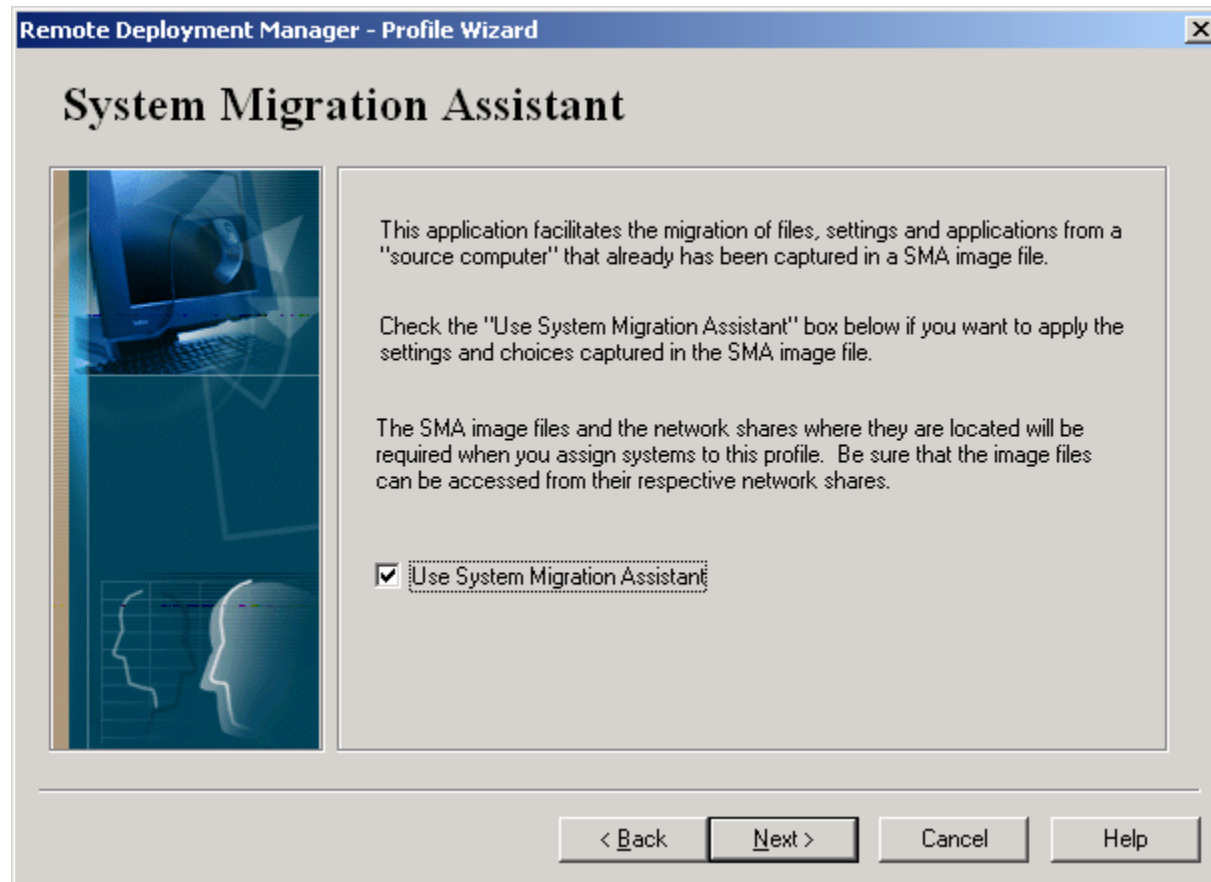 Remote Deployment Manager - Profile Wizard
System Migration Assistant
This application facilitates the migration of files, settings and applications from a
"source computer" that already has been captured in a SMA image file.
Check the "Use System Migration Assistant" box below if you want to apply the
settings and choices captured in the SMA image file.
The SMA image files and the network shares where they are located will be
required when you assign systems to this profile.  Be sure that the image files
can be accessed from their respective network shares.
Use System Migration Assistant
< Back
Next >
Cancel
Help